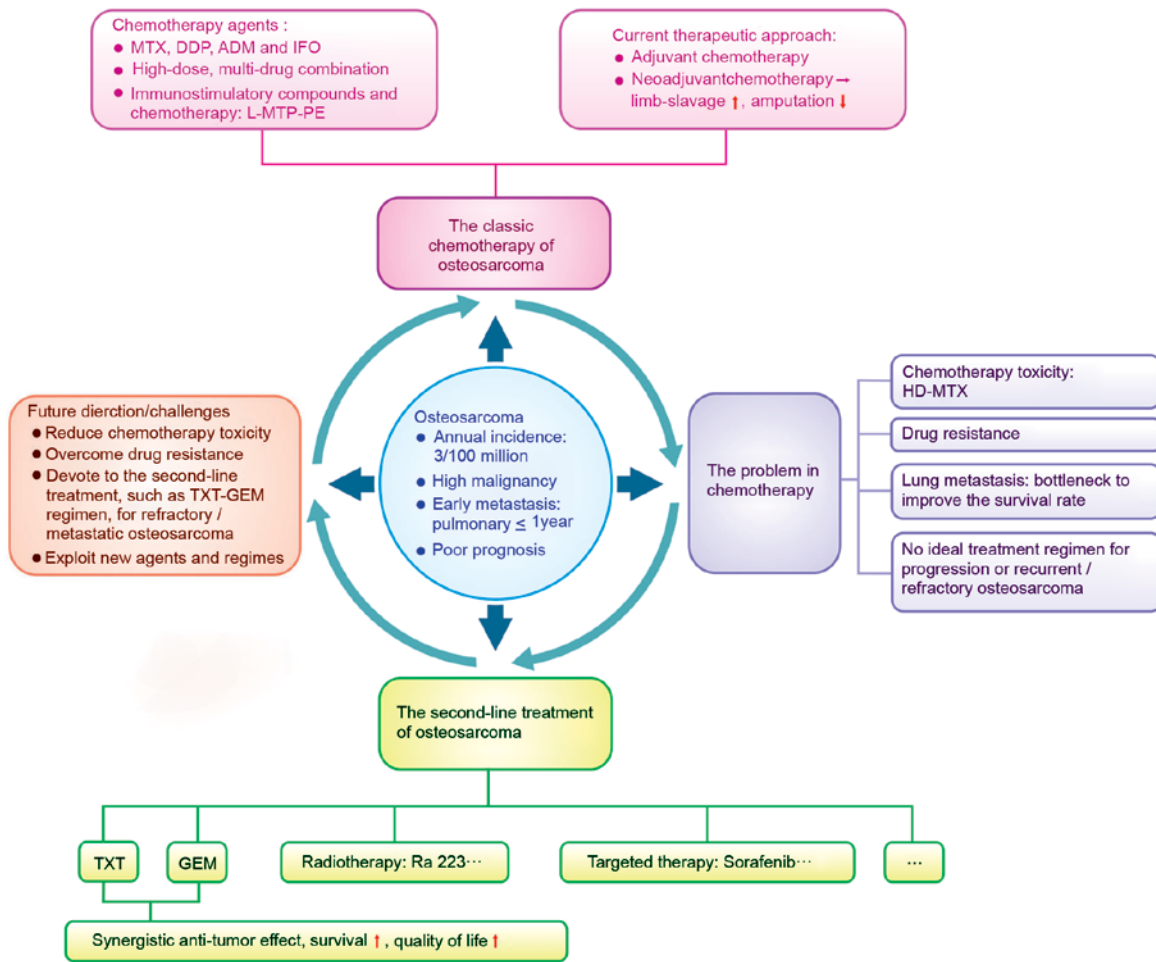 Chemotherapy agents :
● MTX, DDP, ADM and IFO
● High-dose, multi-drug combination
● Immunostimulatory compounds and
chemotherapy: L-MTP-PE
Current therapeutic approach:
● Adjuvant chemotherapy
● Neoadjuvantchemotherapy→
limb-slavage ↑, amputation ↓
The classic
chemotherapy of
osteosarcoma
Future dierction/challenges
● Reduce chemotherapy toxicity
● Overcome drug resistance
● Devote to the second-line
treatment, such as TXT-GEM
regimen, for refractory /
metastatic osteosarcoma
● Exploit new agents and regimes
Osteosarcoma
● Annual incidence:
3/100 million
● High malignancy
● Early metastasis:
pulmonary ≤ 1year
● Poor prognosis
The problem in
chemotherapy
Chemotherapy toxicity:
HD-MTX
Drug resistance
Lung metastasis: bottleneck to
improve the survival rate
No ideal treatment regimen for
progression or recurrent /
refractory osteosarcoma
The second-line treatment
of osteosarcoma
TXT
GEM
Radiotherapy: Ra 223···
Targeted therapy: Sorafenib···
···
Synergistic anti-tumor effect, survival ↑, quality of life ↑